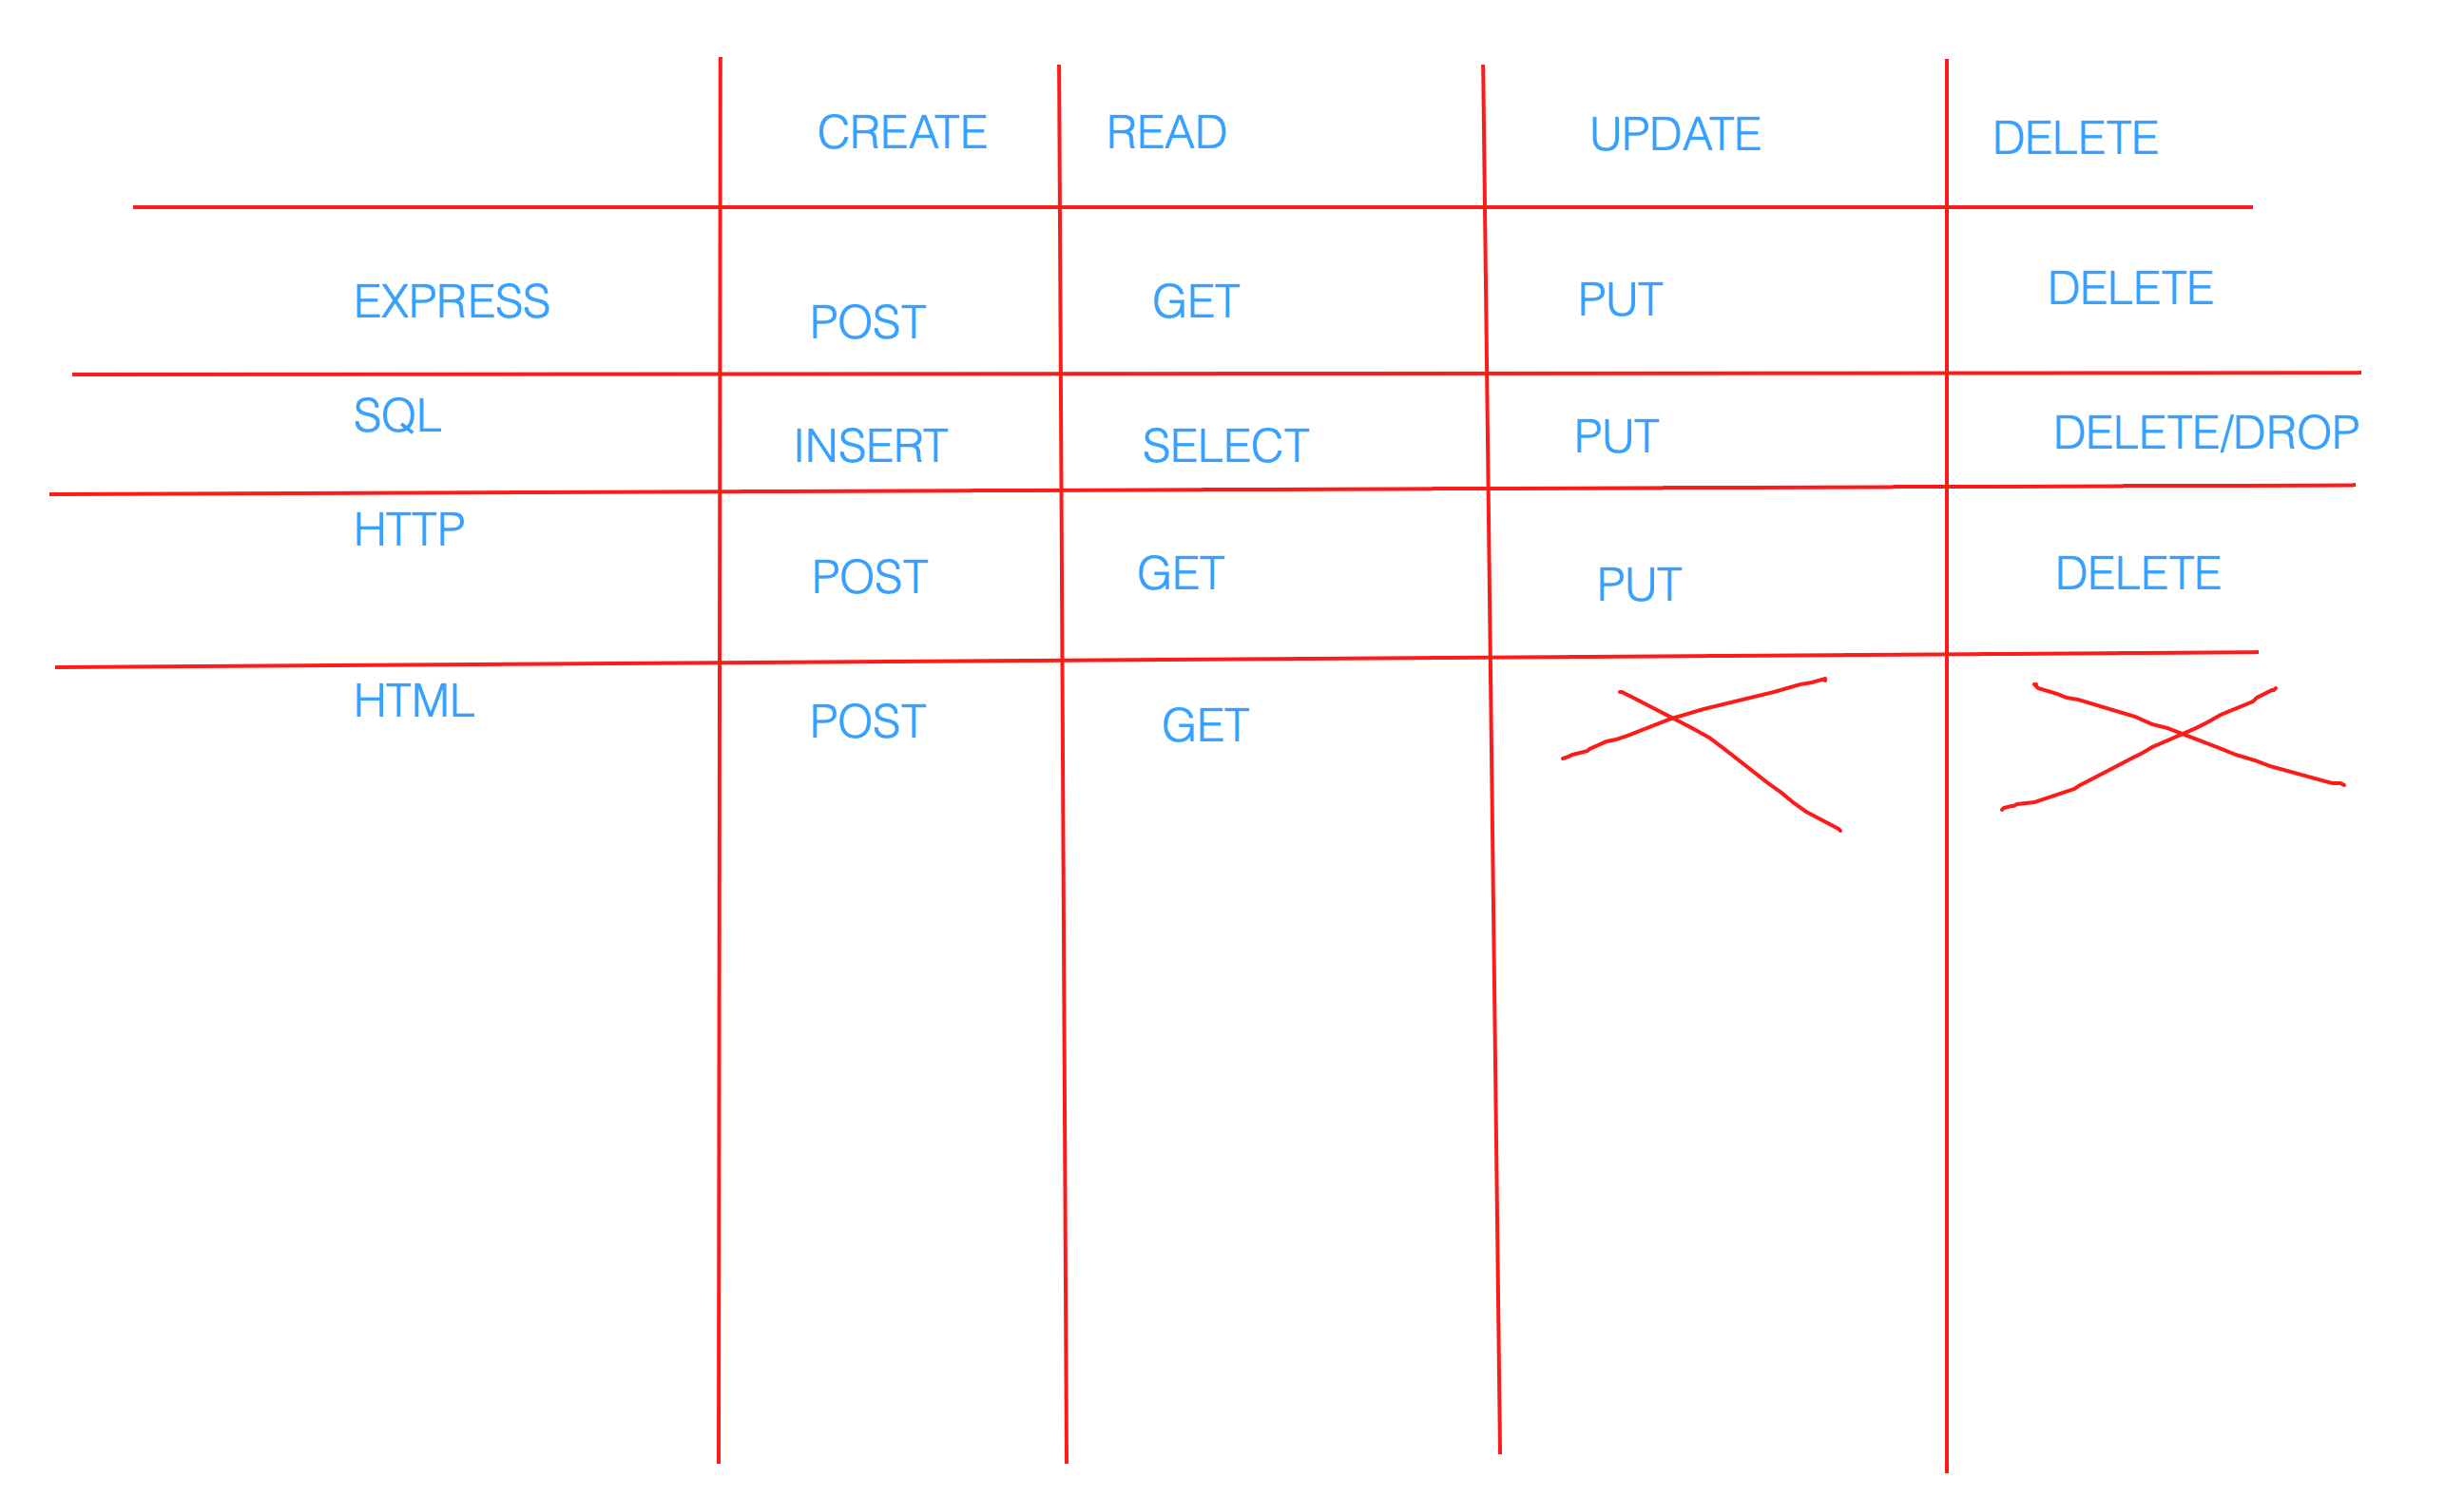 CREATE READ UPDATE DELETE
EXPRESS POST GET PUT DELETE
SQL INSERT SELECT PUT DELETE/DROP
HTTP POST GET PUT DELETE
HTML POST GET